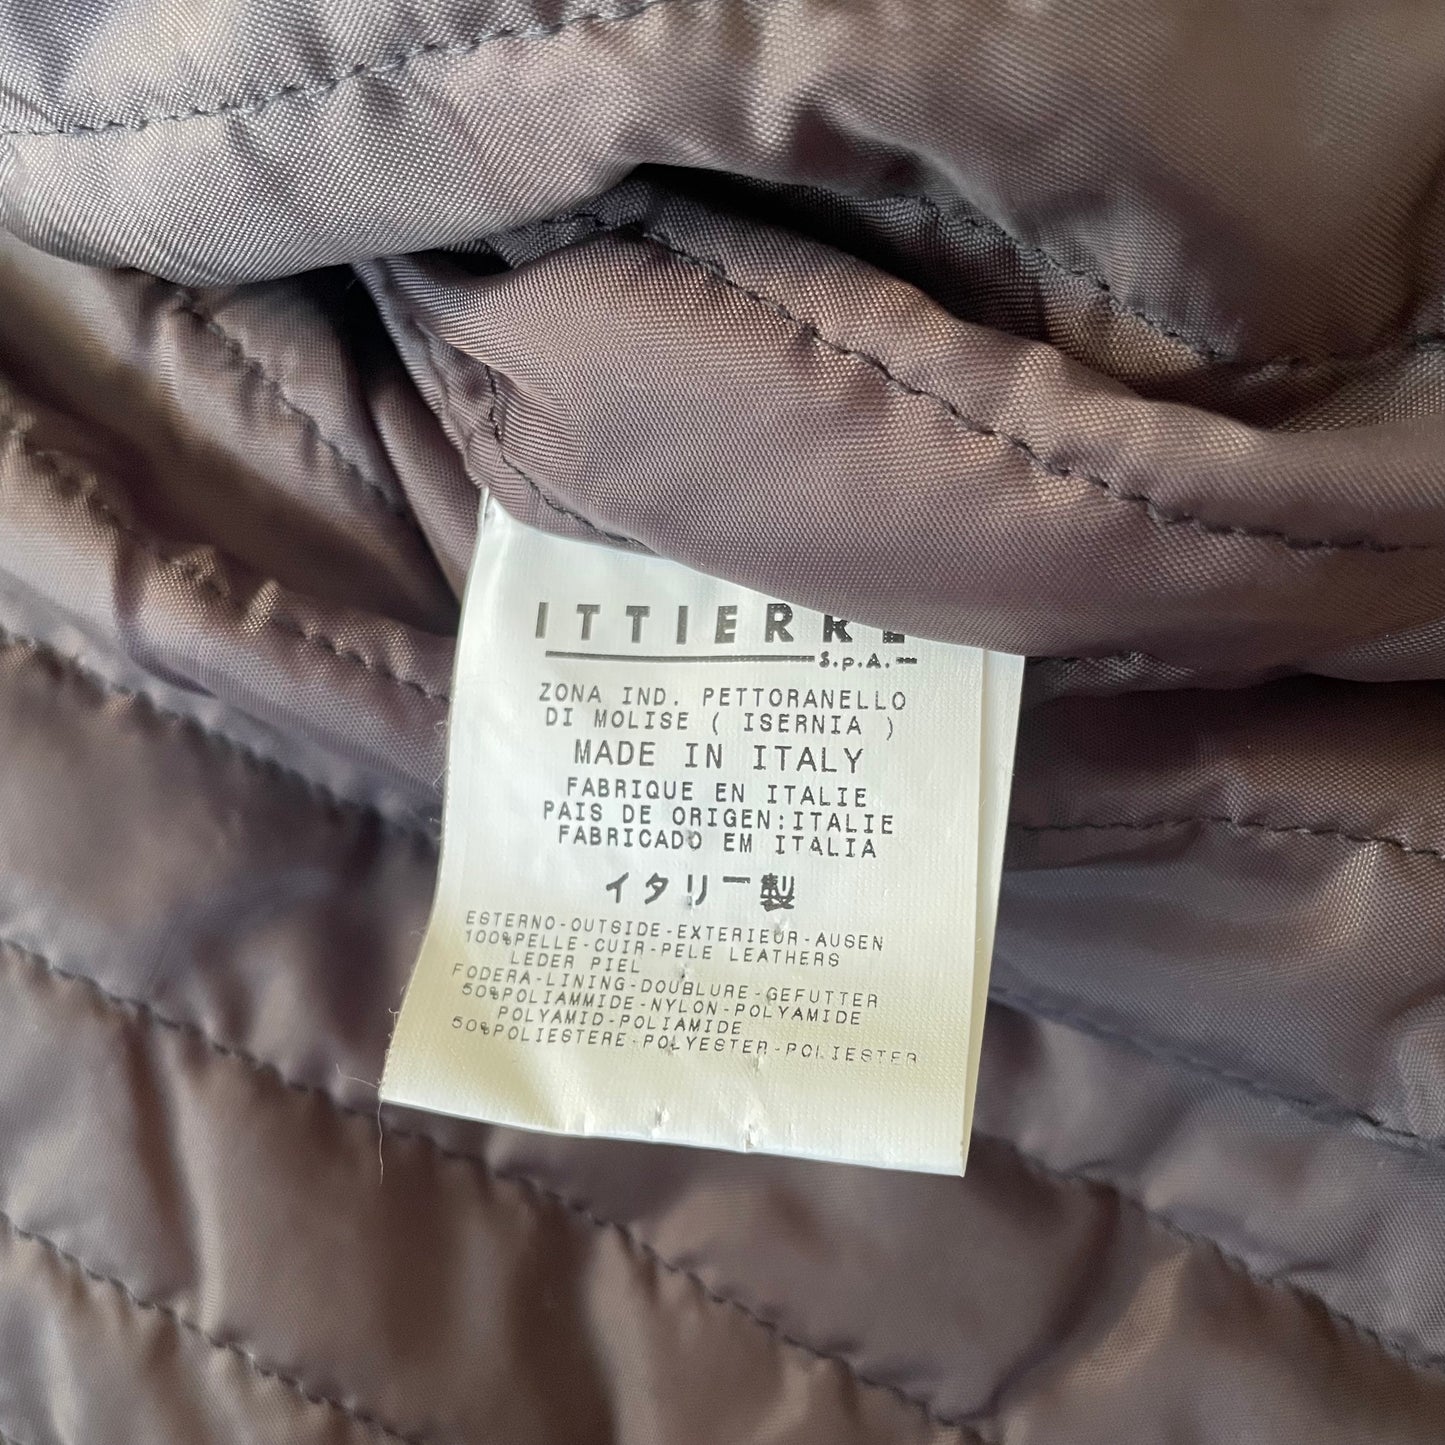 ITTIERRE
S.p.A.
ZONA IND. PETTORANELLO
DI MOLISE ( ISERNIA )
MADE IN ITALY
FABRIQUE EN ITALIE
PAIS DE ORIGEN:ITALIE
FABRICADO EM ITALIA
イタリー製
ESTERNO-OUTSIDE-EXTERIEUR-AUSEN
100%PELLE-CUIR-PELE LEATHERS
LEDER PIEL
FODERA-LINING-DOUBLURE-GEFUTTER
50%POLIAMMIDE-NYLON-POLYAMIDE
POLYAMID-POLIAMIDE
50%POLIESTERE-POLYESTER-POLIESTER